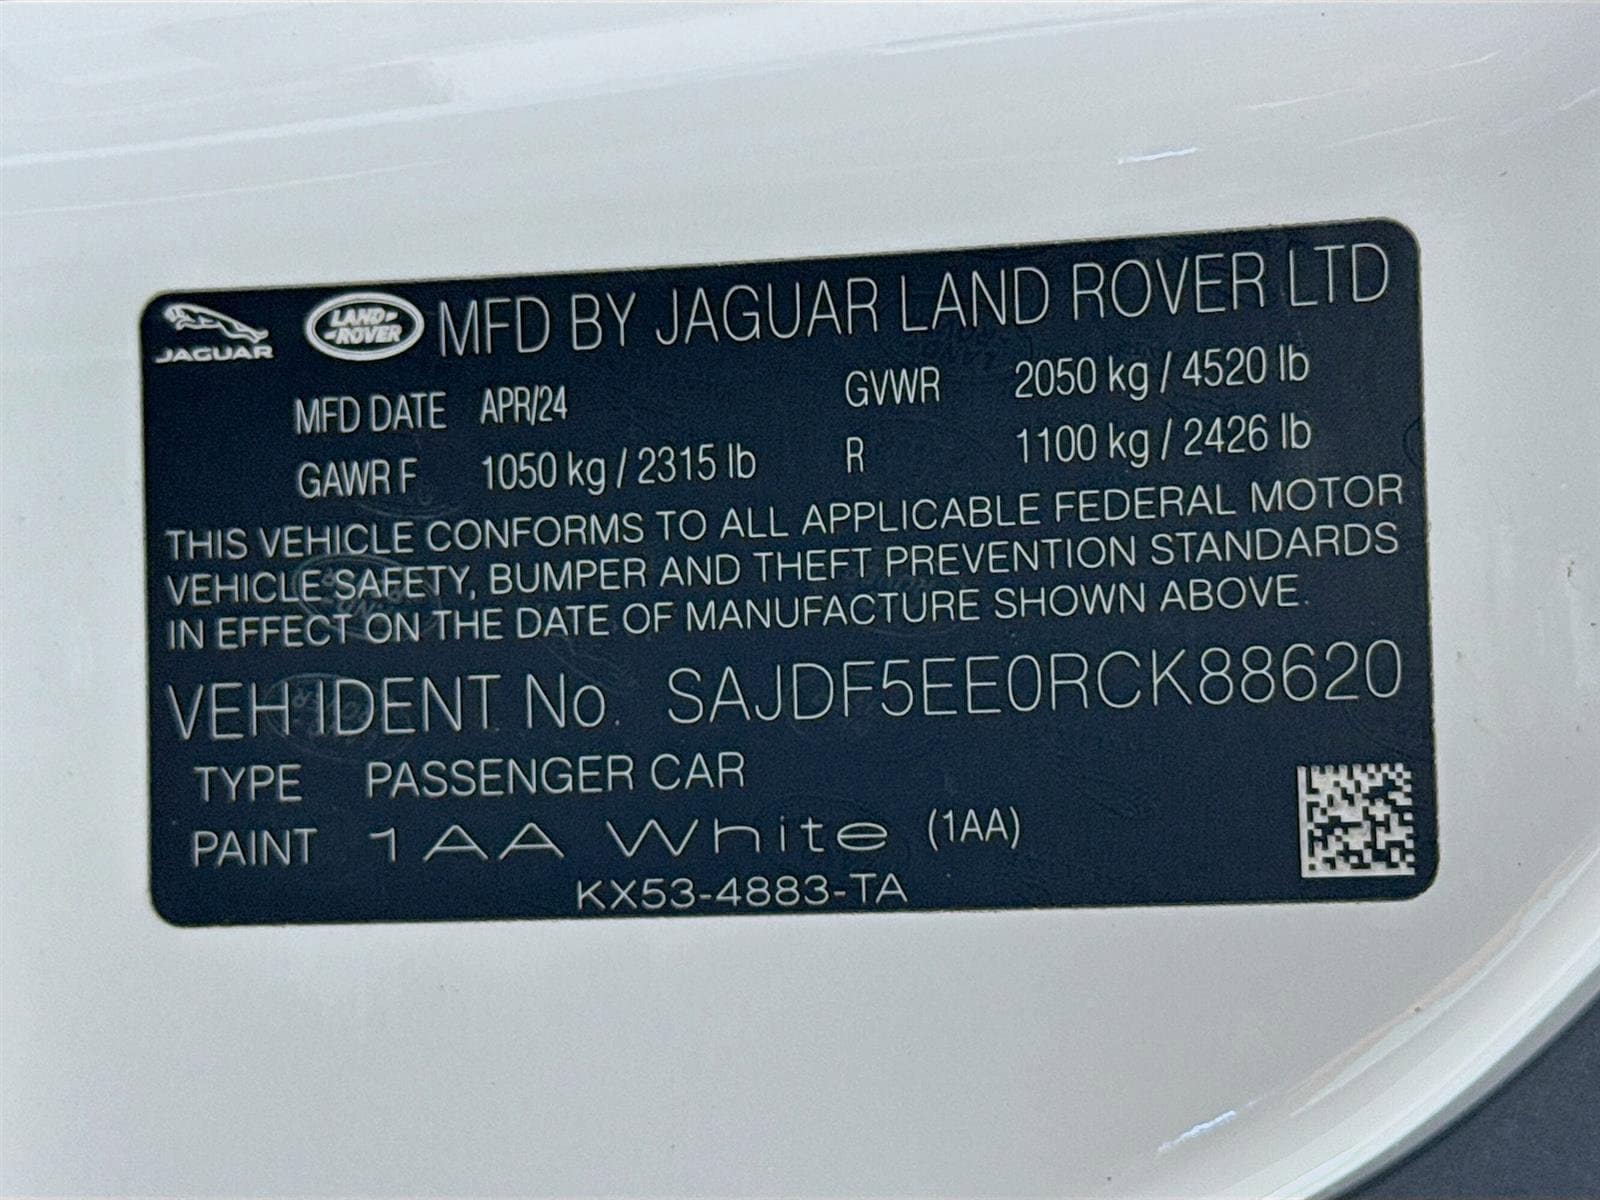 JAGUAR LAND ROVER MFD BY JAGUAR LAND ROVER LTD
MFD DATE APR/24 GVWR 2050 kg / 4520 lb
GAWR F 1050 kg / 2315 lb R 1100 kg / 2426 lb
THIS VEHICLE CONFORMS TO ALL APPLICABLE FEDERAL MOTOR
VEHICLE SAFETY, BUMPER AND THEFT PREVENTION STANDARDS
IN EFFECT ON THE DATE OF MANUFACTURE SHOWN ABOVE.
VEH IDENT No. SAJDF5EE0RCK88620
TYPE PASSENGER CAR
PAINT 1AA White (1AA)
KX53-4883-TA